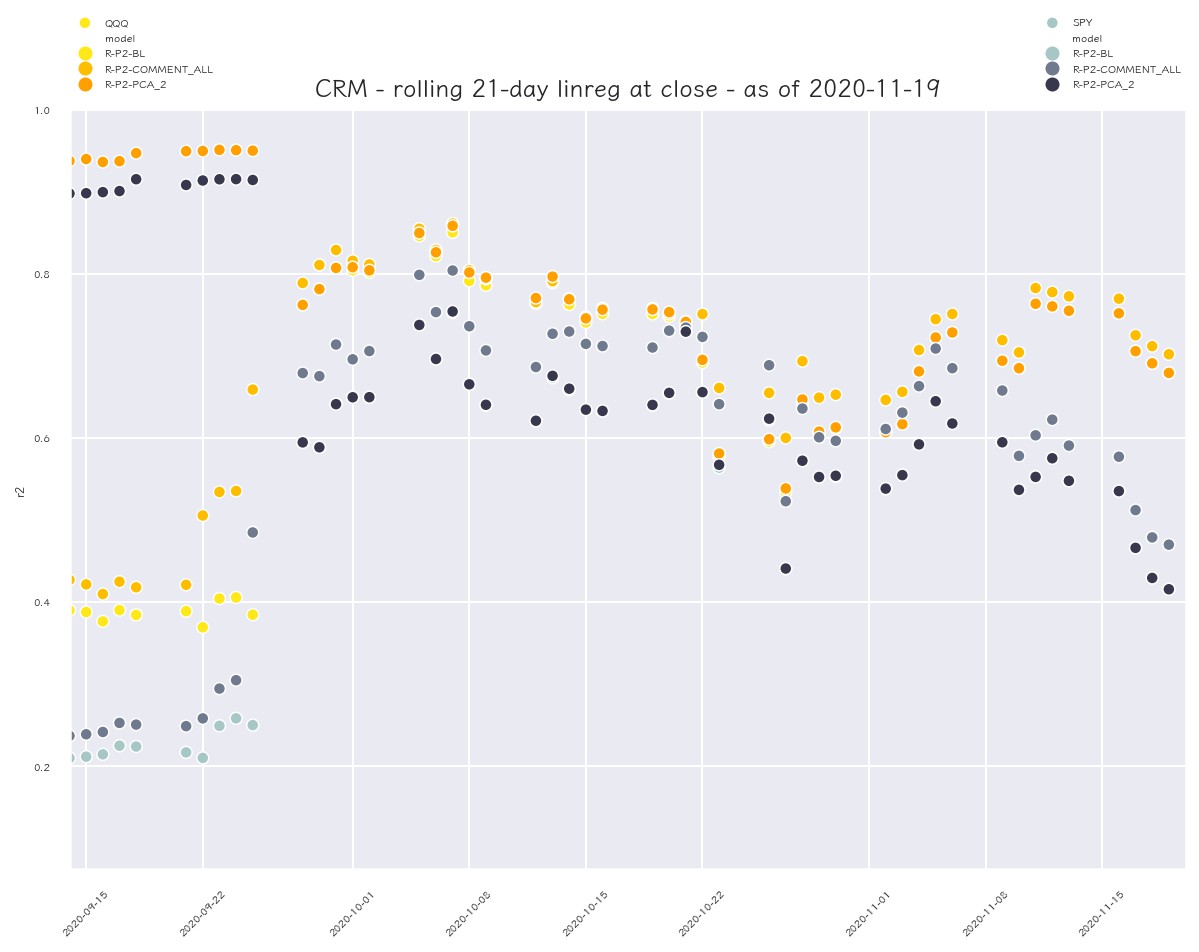 QQQ
model
R-P2-BL
R-P2-COMMENT_ALL
R-P2-PCA_2
SPY
model
R-P2-BL
R-P2-COMMENT_ALL
R-P2-PCA_2
CRM - rolling 21-day linreg at close - as of 2020-11-19
1.0
0.8
0.6
0.4
0.2
r2
2020-09-15
2020-09-22
2020-10-01
2020-10-08
2020-10-15
2020-10-22
2020-11-01
2020-11-08
2020-11-15